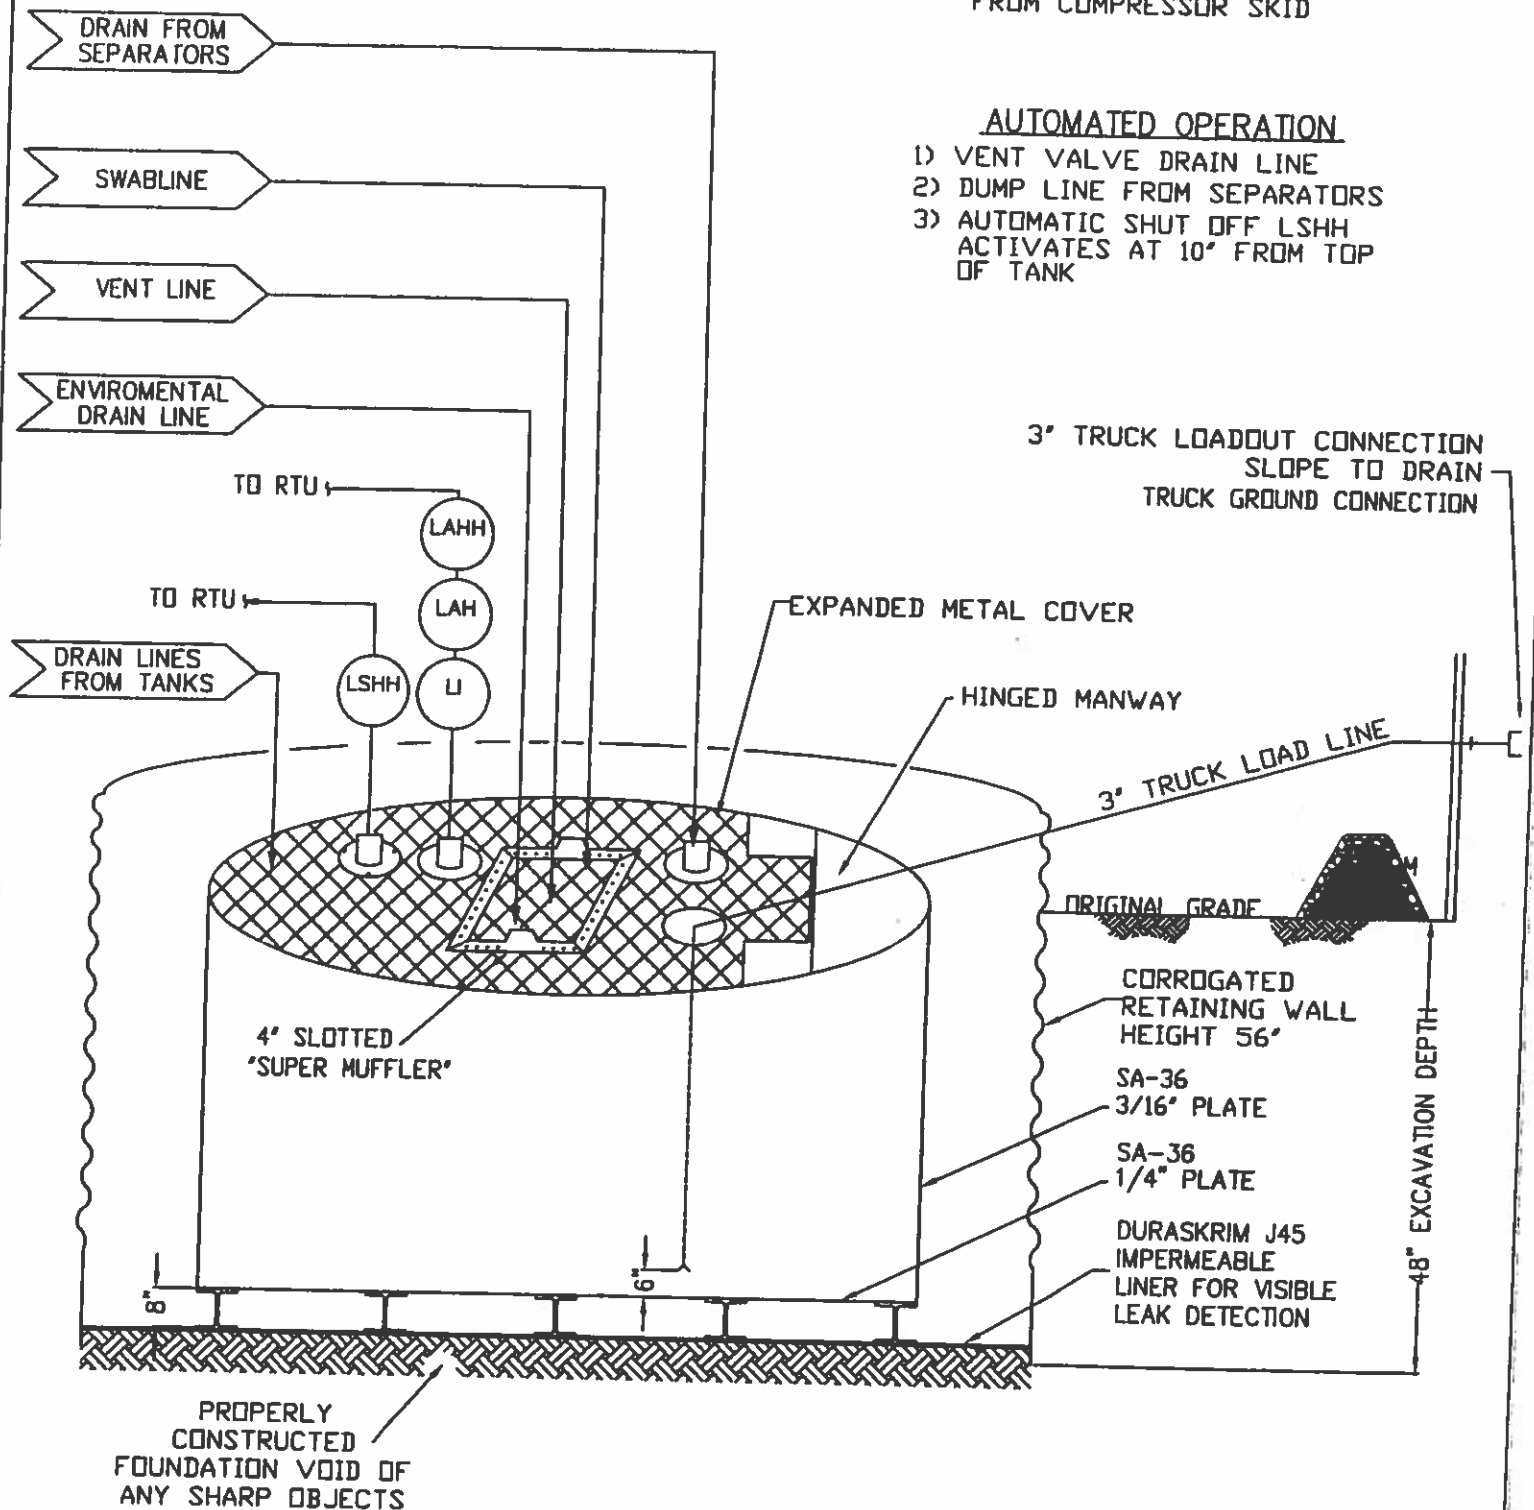 FROM COMPRESSOR SKID
DRAIN FROM
SEPARATORS
AUTOMATED OPERATION
1) VENT VALVE DRAIN LINE
2) DUMP LINE FROM SEPARATORS
3) AUTOMATIC SHUT OFF LSHH
ACTIVATES AT 10" FROM TOP
OF TANK
SWABLINE
VENT LINE
ENVIROMENTAL
DRAIN LINE
3" TRUCK LOADOUT CONNECTION
SLOPE TO DRAIN
TRUCK GROUND CONNECTION
TO RTU
LAHH
LAH
TO RTU
LSHH
LI
DRAIN LINES
FROM TANKS
EXPANDED METAL COVER
HINGED MANWAY
3" TRUCK LOAD LINE
ORIGINAL GRADE
M
4" SLOTTED
"SUPER MUFFLER"
CORROGATED
RETAINING WALL
HEIGHT 56"
SA-36
3/16" PLATE
SA-36
1/4" PLATE
DURASKRIM J45
IMPERMEABLE
LINER FOR VISIBLE
LEAK DETECTION
48" EXCAVATION DEPTH
8"
6"
PROPERLY
CONSTRUCTED
FOUNDATION VOID OF
ANY SHARP OBJECTS